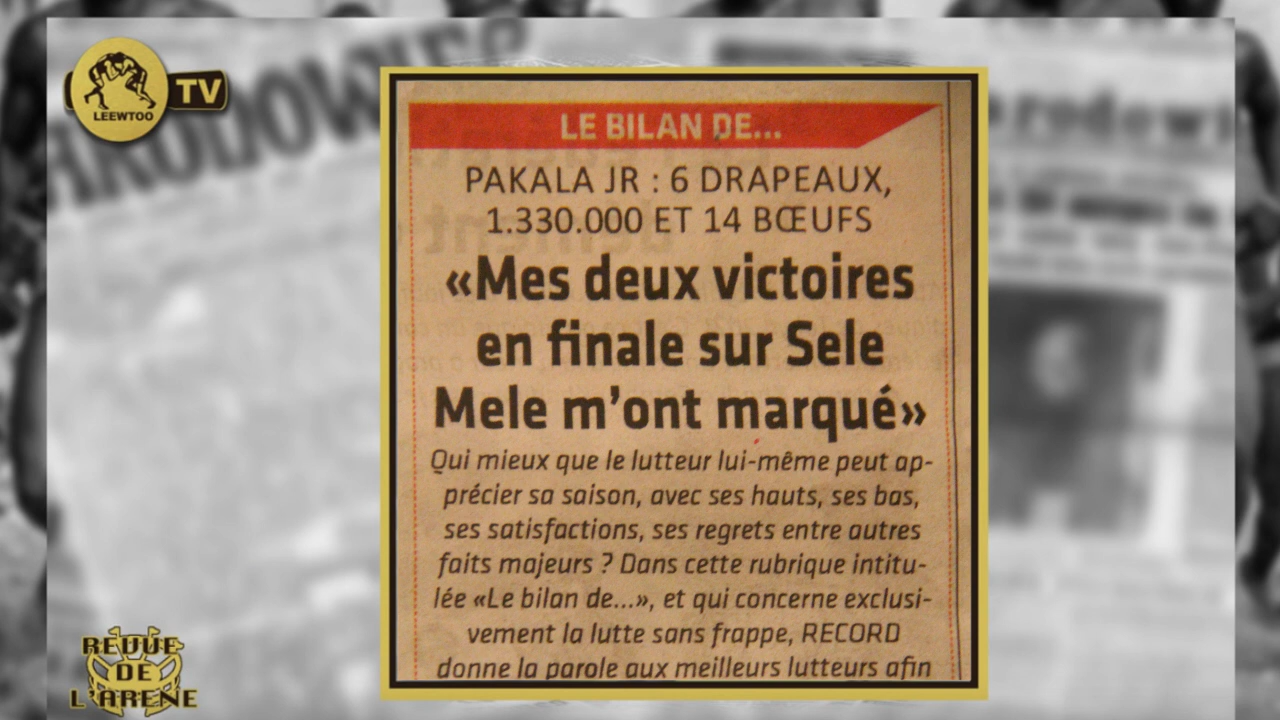 LEEWTOO
TV
LE BILAN DE...
PAKALA JR : 6 DRAPEAUX,
1.330.000 ET 14 BŒUFS
«Mes deux victoires
en finale sur Sele
Mele m'ont marqué»
Qui mieux que le lutteur lui-même peut ap-
précier sa saison, avec ses hauts, ses bas,
ses satisfactions, ses regrets entre autres
faits majeurs ? Dans cette rubrique intitu-
lée «Le bilan de...», et qui concerne exclusi-
vement la lutte sans frappe, RECORD
donne la parole aux meilleurs lutteurs afin
REVUE
DE
L'ARENE